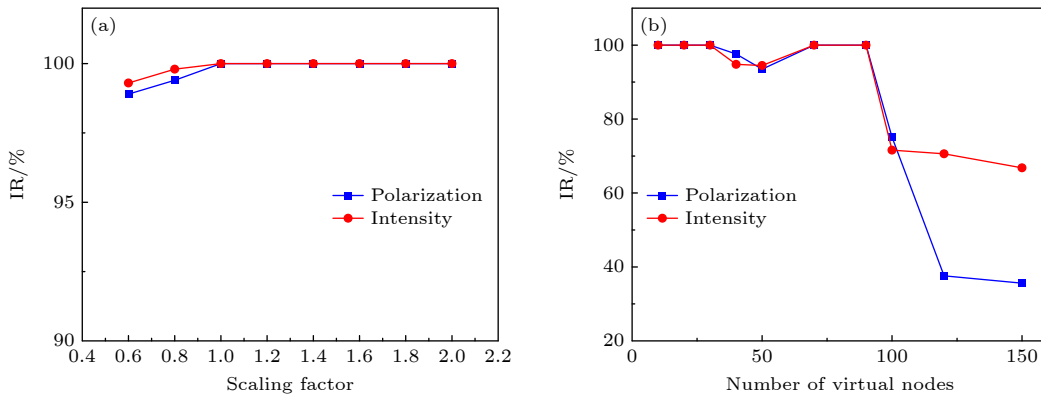 (a)
IR/%
100
95
90
Polarization
Intensity
0.4 0.6 0.8 1.0 1.2 1.4 1.6 1.8 2.0 2.2
Scaling factor
(b)
IR/%
100
80
60
40
20
Polarization
Intensity
0 50 100 150
Number of virtual nodes